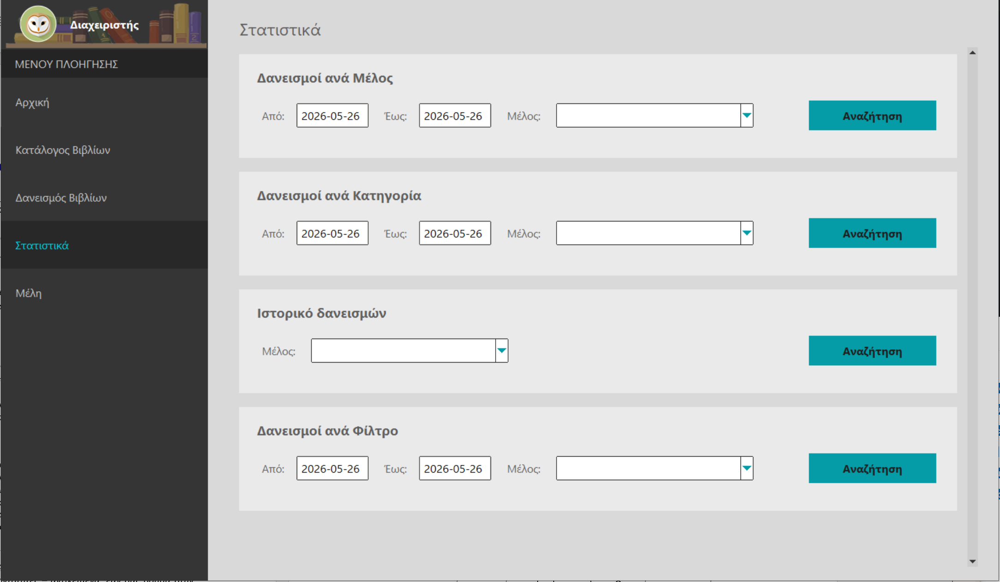 Διαχειριστής
ΜΕΝΟΥ ΠΛΟΗΓΗΣΗΣ
Αρχική
Κατάλογος Βιβλίων
Δανεισμός Βιβλίων
Στατιστικά
Μέλη
Στατιστικά
Δανεισμοί ανά Μέλος
Από: 2026-05-26 Έως: 2026-05-26 Μέλος: Αναζήτηση
Δανεισμοί ανά Κατηγορία
Από: 2026-05-26 Έως: 2026-05-26 Μέλος: Αναζήτηση
Ιστορικό δανεισμών
Μέλος: Αναζήτηση
Δανεισμοί ανά Φίλτρο
Από: 2026-05-26 Έως: 2026-05-26 Μέλος: Αναζήτηση